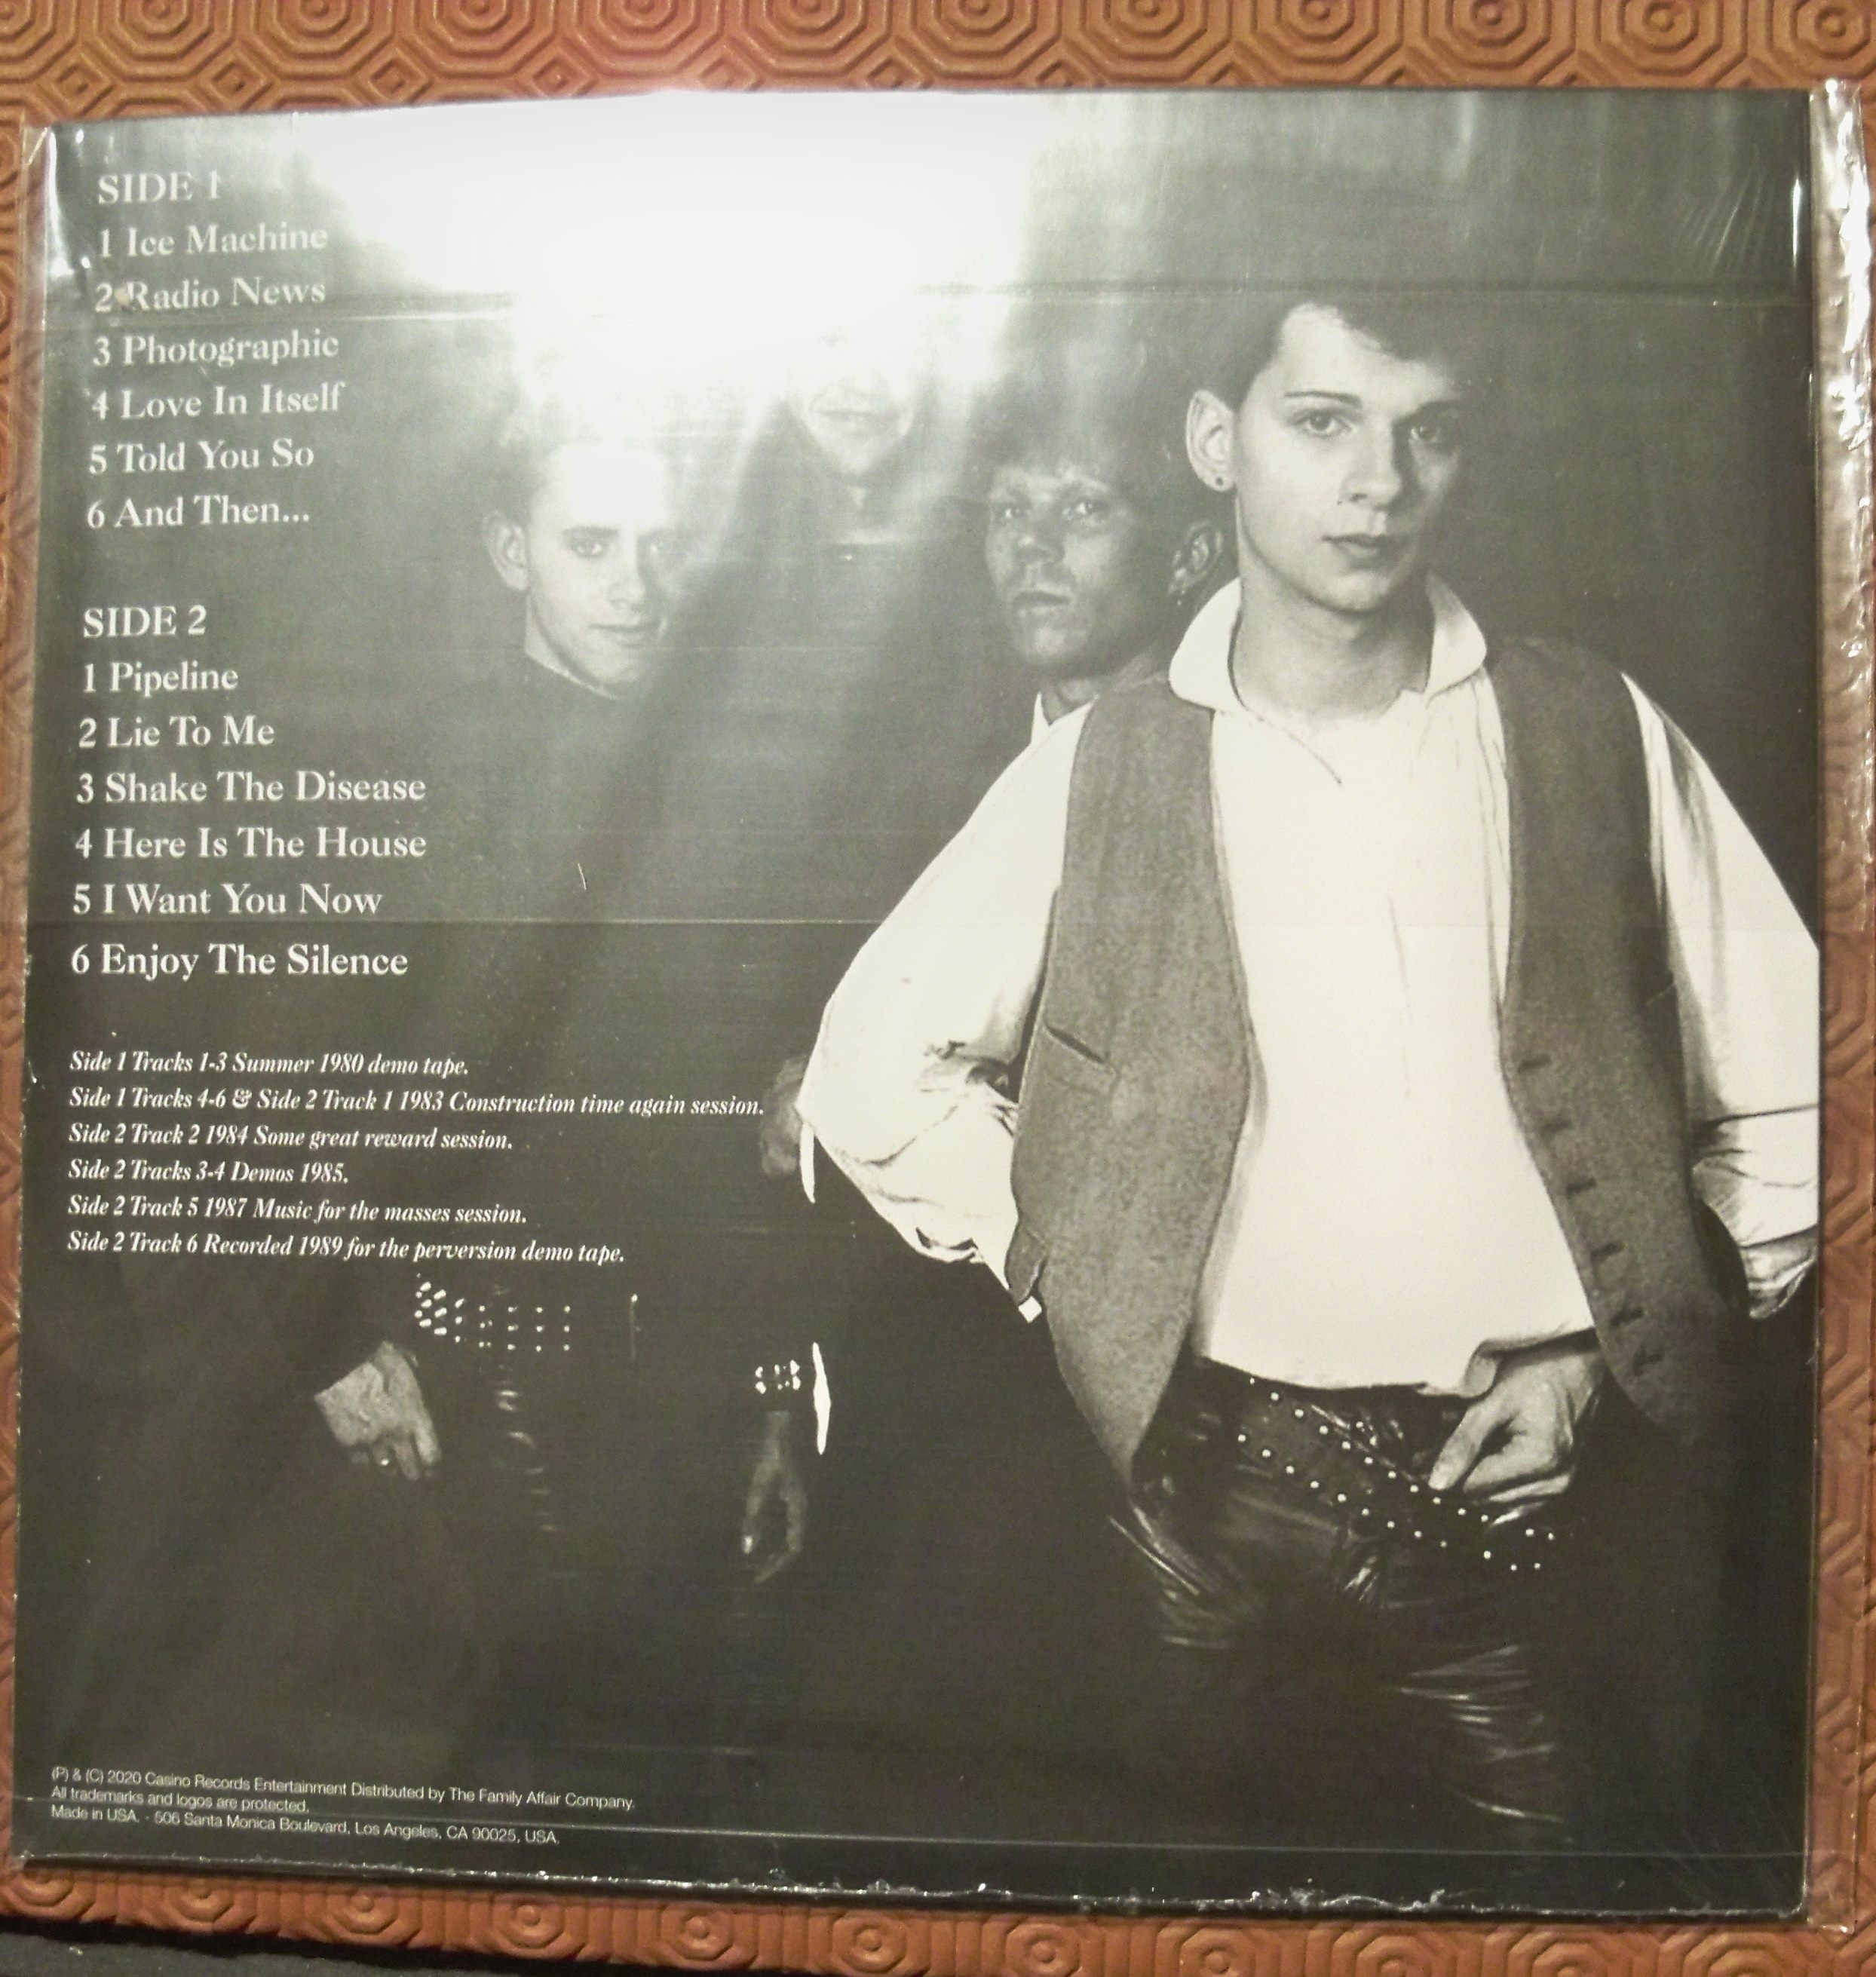 SIDE 1
1 Ice Machine
2 Radio News
3 Photographic
4 Love In Itself
5 Told You So
6 And Then...
SIDE 2
1 Pipeline
2 Lie To Me
3 Shake The Disease
4 Here Is The House
5 I Want You Now
6 Enjoy The Silence
Side 1 Tracks 1-3 Summer 1980 demo tape.
Side 1 Tracks 4-6 & Side 2 Track 1 1983 Construction time again session.
Side 2 Track 2 1984 Some great reward session.
Side 2 Tracks 3-4 Demos 1985.
Side 2 Track 5 1987 Music for the masses session.
Side 2 Track 6 Recorded 1989 for the perversion demo tape.
(P) & (C) 2020 Casino Records Entertainment Distributed by The Family Affair Company.
All trademarks and logos are protected.
Made in USA. - 506 Santa Monica Boulevard, Los Angeles, CA 90025, USA.